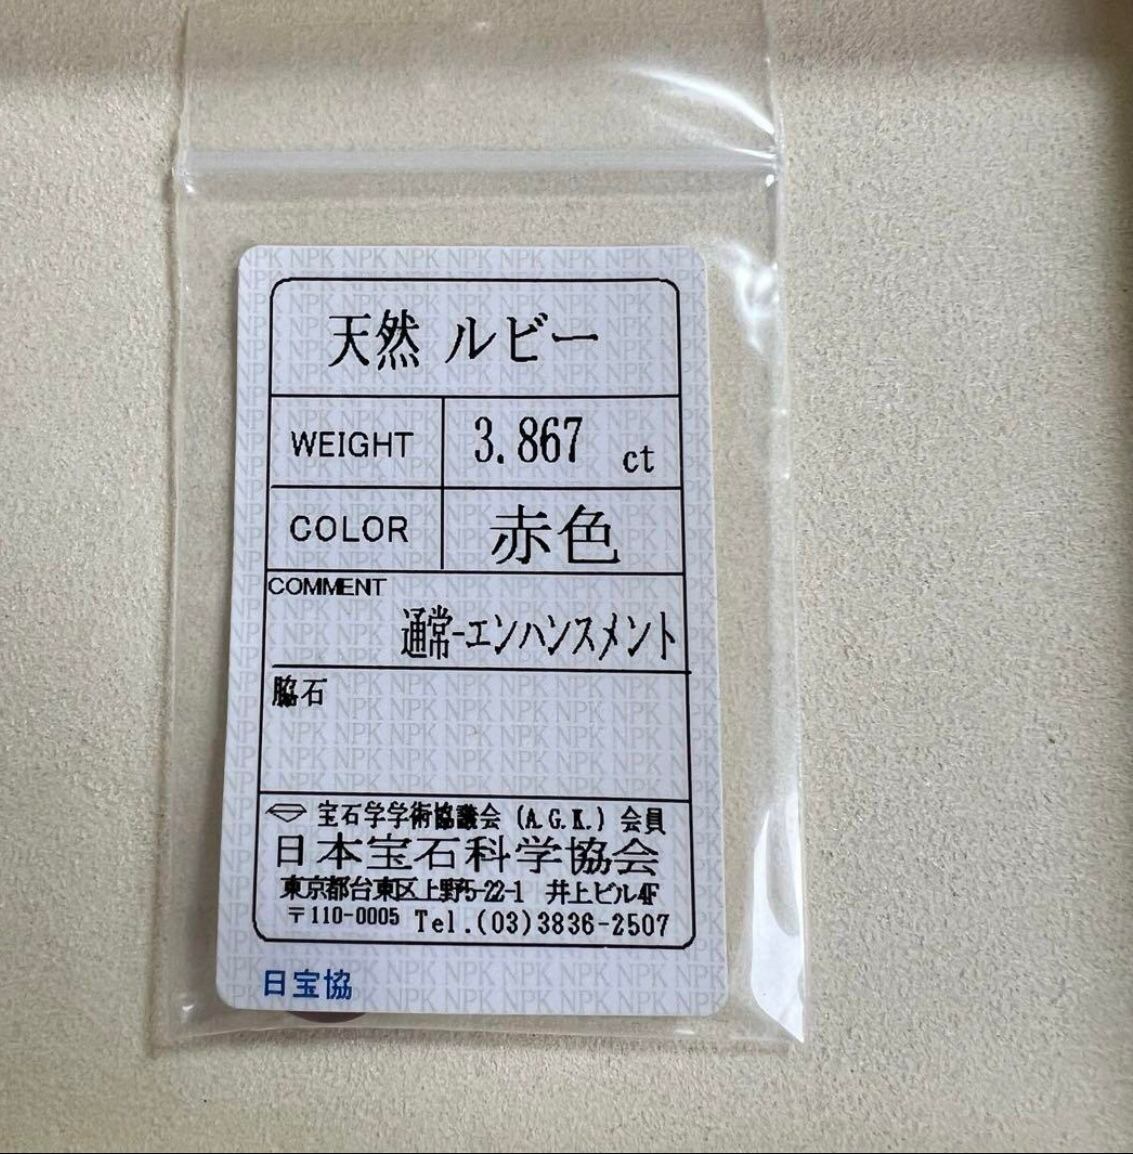 天然 ルビー
WEIGHT 3.867 ct
COLOR 赤色
COMMENT
通常-エンハンスメント
脇石
宝石学学術協議会 (A.G.K.) 会員
日本宝石科学協会
東京都台東区上野5-22-1 井上ビル4F
〒110-0005 Tel.(03)3836-2507
日宝協